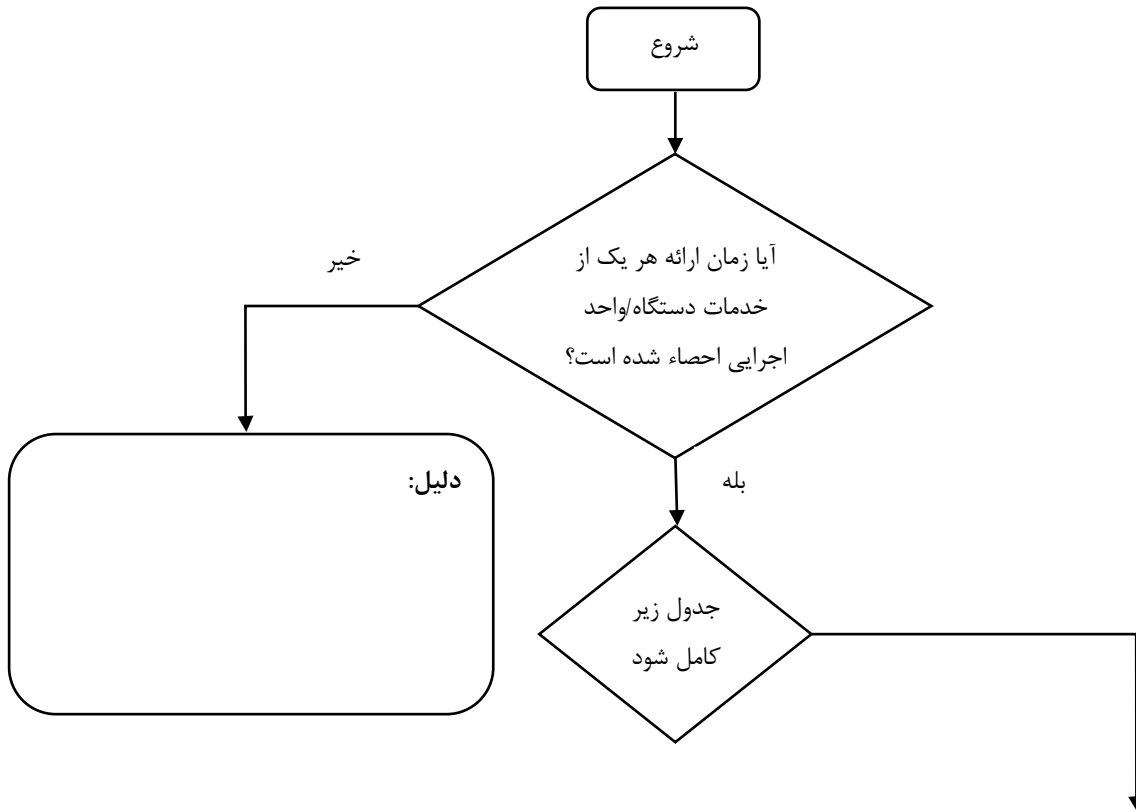 شروع
آیا زمان ارائه هر یک از
خدمات دستگاه/واحد
اجرایی احصاء شده است؟
خیر
دلیل:
بله
جدول زیر
کامل شود